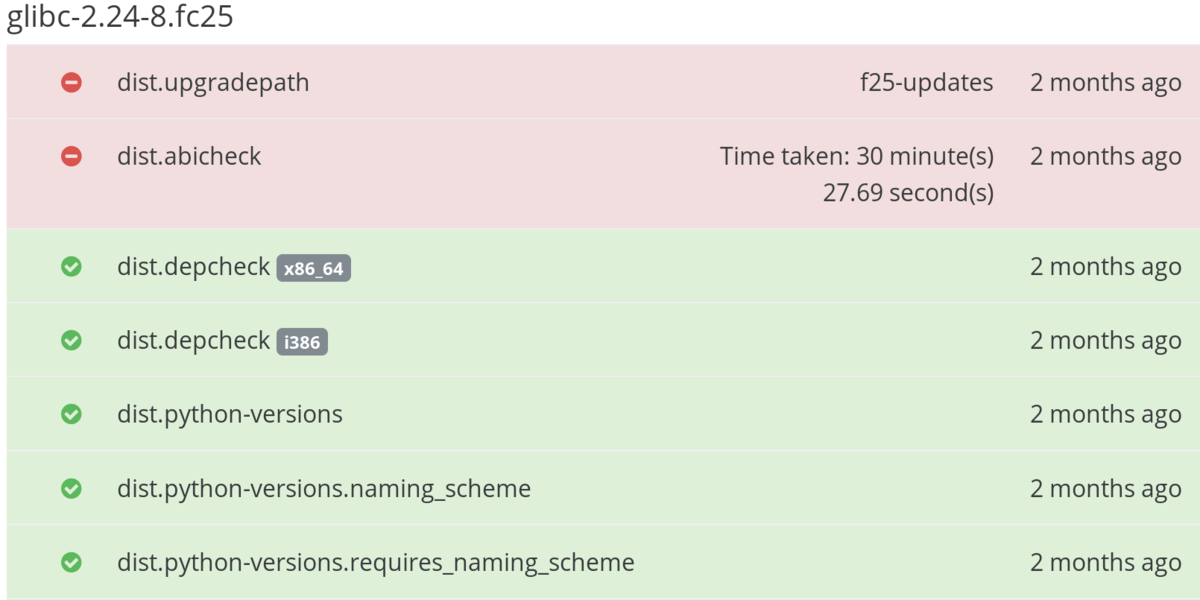 glibc-2.24-8.fc25
dist.upgradepath f25-updates 2 months ago
dist.abicheck Time taken: 30 minute(s) 2 months ago
27.69 second(s)
dist.depcheck x86_64 2 months ago
dist.depcheck i386 2 months ago
dist.python-versions 2 months ago
dist.python-versions.naming_scheme 2 months ago
dist.python-versions.requires_naming_scheme 2 months ago